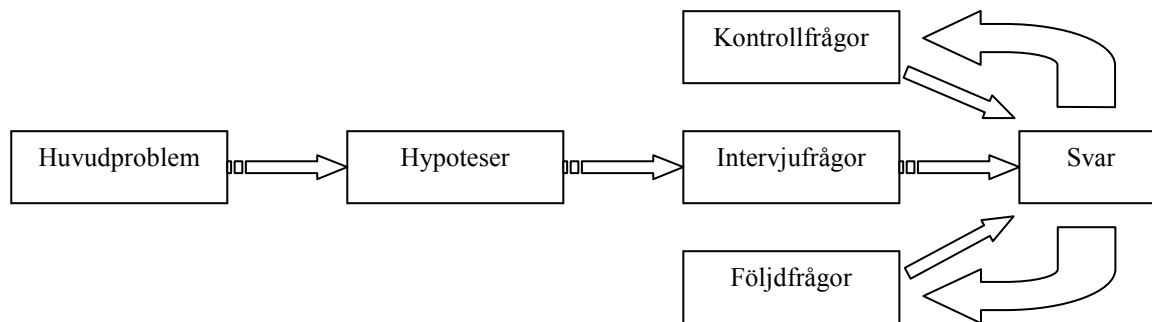 Kontrollfrågor
Huvudproblem
Hypoteser
Intervjufrågor
Svar
Följdfrågor